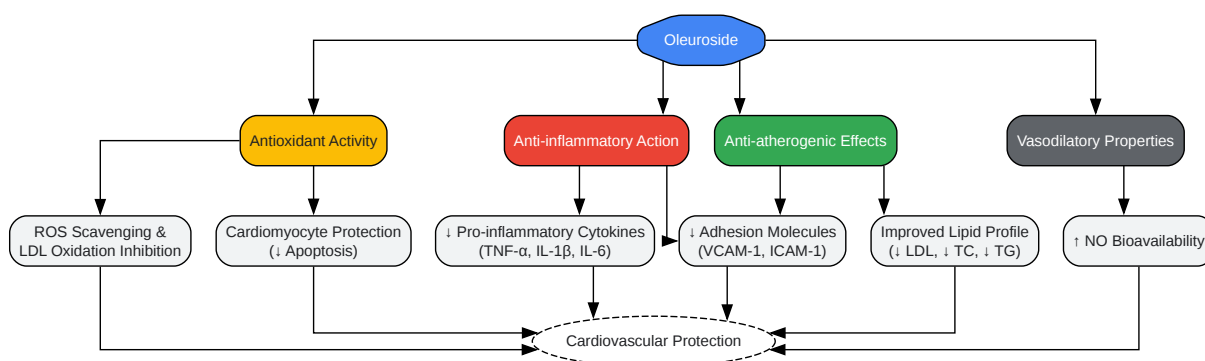 Oleuroside
Antioxidant Activity
Anti-inflammatory Action
Anti-atherogenic Effects
Vasodilatory Properties
ROS Scavenging &
LDL Oxidation Inhibition
Cardiomyocyte Protection
(↓ Apoptosis)
↓ Pro-inflammatory Cytokines
(TNF-α, IL-1β, IL-6)
↓ Adhesion Molecules
(VCAM-1, ICAM-1)
Improved Lipid Profile
(↓ LDL, ↓ TC, ↓ TG)
↑ NO Bioavailability
Cardiovascular Protection